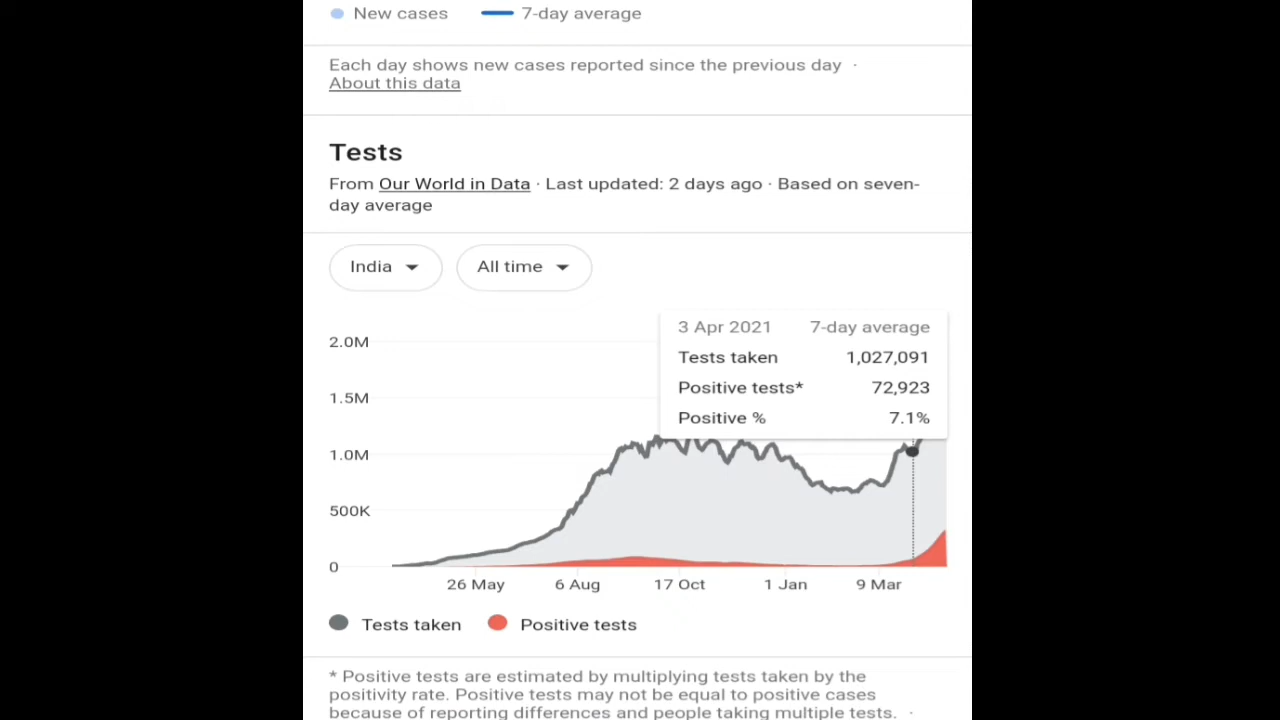 New cases 7-day average
Each day shows new cases reported since the previous day ·
About this data
Tests
From Our World in Data · Last updated: 2 days ago · Based on seven-
day average
India All time
3 Apr 2021 7-day average
Tests taken 1,027,091
Positive tests* 72,923
Positive % 7.1%
2.0M
1.5M
1.0M
500K
0
26 May 6 Aug 17 Oct 1 Jan 9 Mar
Tests taken Positive tests
* Positive tests are estimated by multiplying tests taken by the
positivity rate. Positive tests may not be equal to positive cases
because of reporting differences and people taking multiple tests. ·